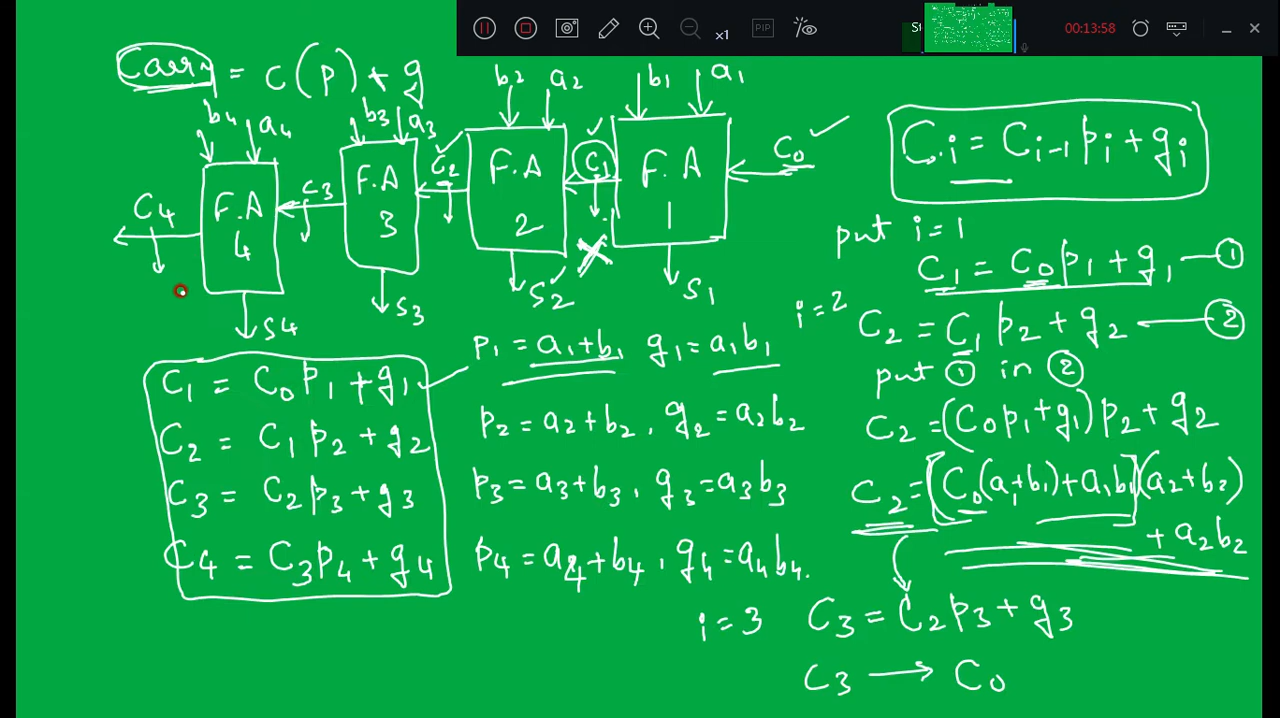 x1 PIP St 00:13:58
Carry = C(P) + g
b4 a4 b3 a3 b2 a2 b1 a1
C4 F.A 4 C3 F.A 3 C2 F.A 2 C1 F.A 1 C0
S4 S3 S2 S1
C1 = C0 P1 + g1
C2 = C1 P2 + g2
C3 = C2 P3 + g3
C4 = C3 P4 + g4
P1 = a1 + b1 g1 = a1 b1
P2 = a2 + b2 , g2 = a2 b2
P3 = a3 + b3 , g3 = a3 b3
P4 = a4 + b4 , g4 = a4 b4.
Ci = Ci-1 Pi + gi
put i = 1
C1 = C0 P1 + g1 — ①
i = 2 C2 = C1 P2 + g2 — ②
put ① in ②
C2 = (C0 P1 + g1) P2 + g2
C2 = [C0 (a1 + b1) + a1 b1] (a2 + b2)
+ a2 b2
i = 3 C3 = C2 P3 + g3
C3 → C0